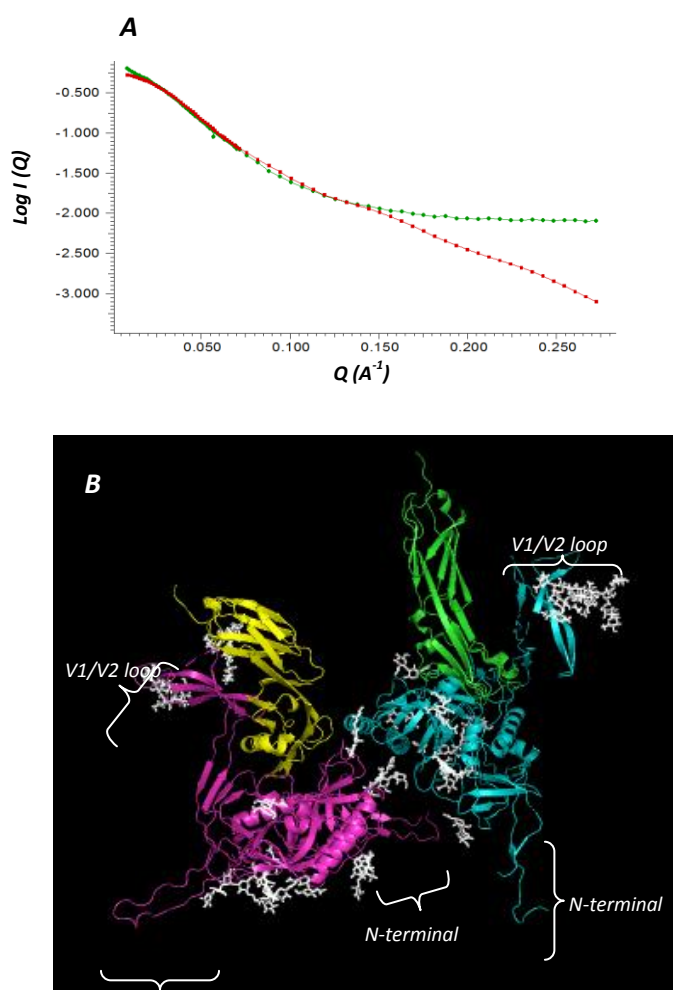 A
-0.500
-1.000
-1.500
-2.000
-2.500
-3.000
Log I (Q)
0.050 0.100 0.150 0.200 0.250
Q (A⁻¹)
B
V1/V2 loop
V1/V2 loop
N-terminal
N-terminal